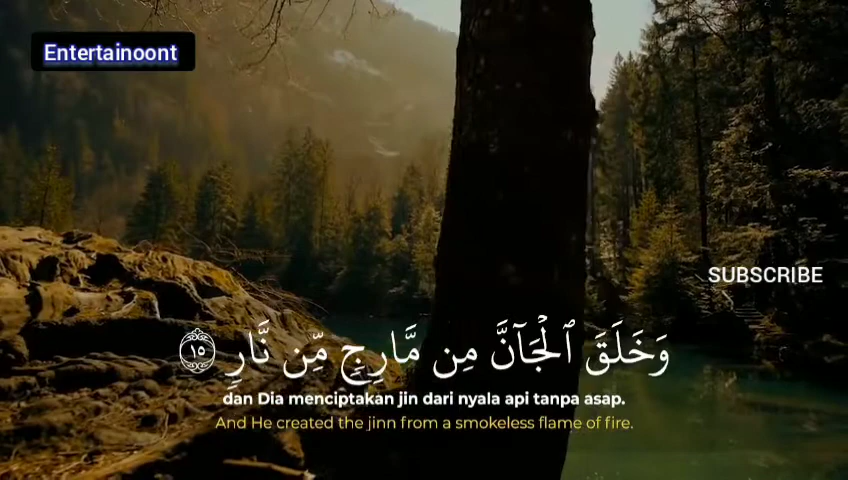 Entertainoont
SUBSCRIBE
وَخَلَقَ ٱلْجَآنَّ مِن مَّارِجٍ مِّن نَّارٍ ١٥
dan Dia menciptakan jin dari nyala api tanpa asap.
And He created the jinn from a smokeless flame of fire.